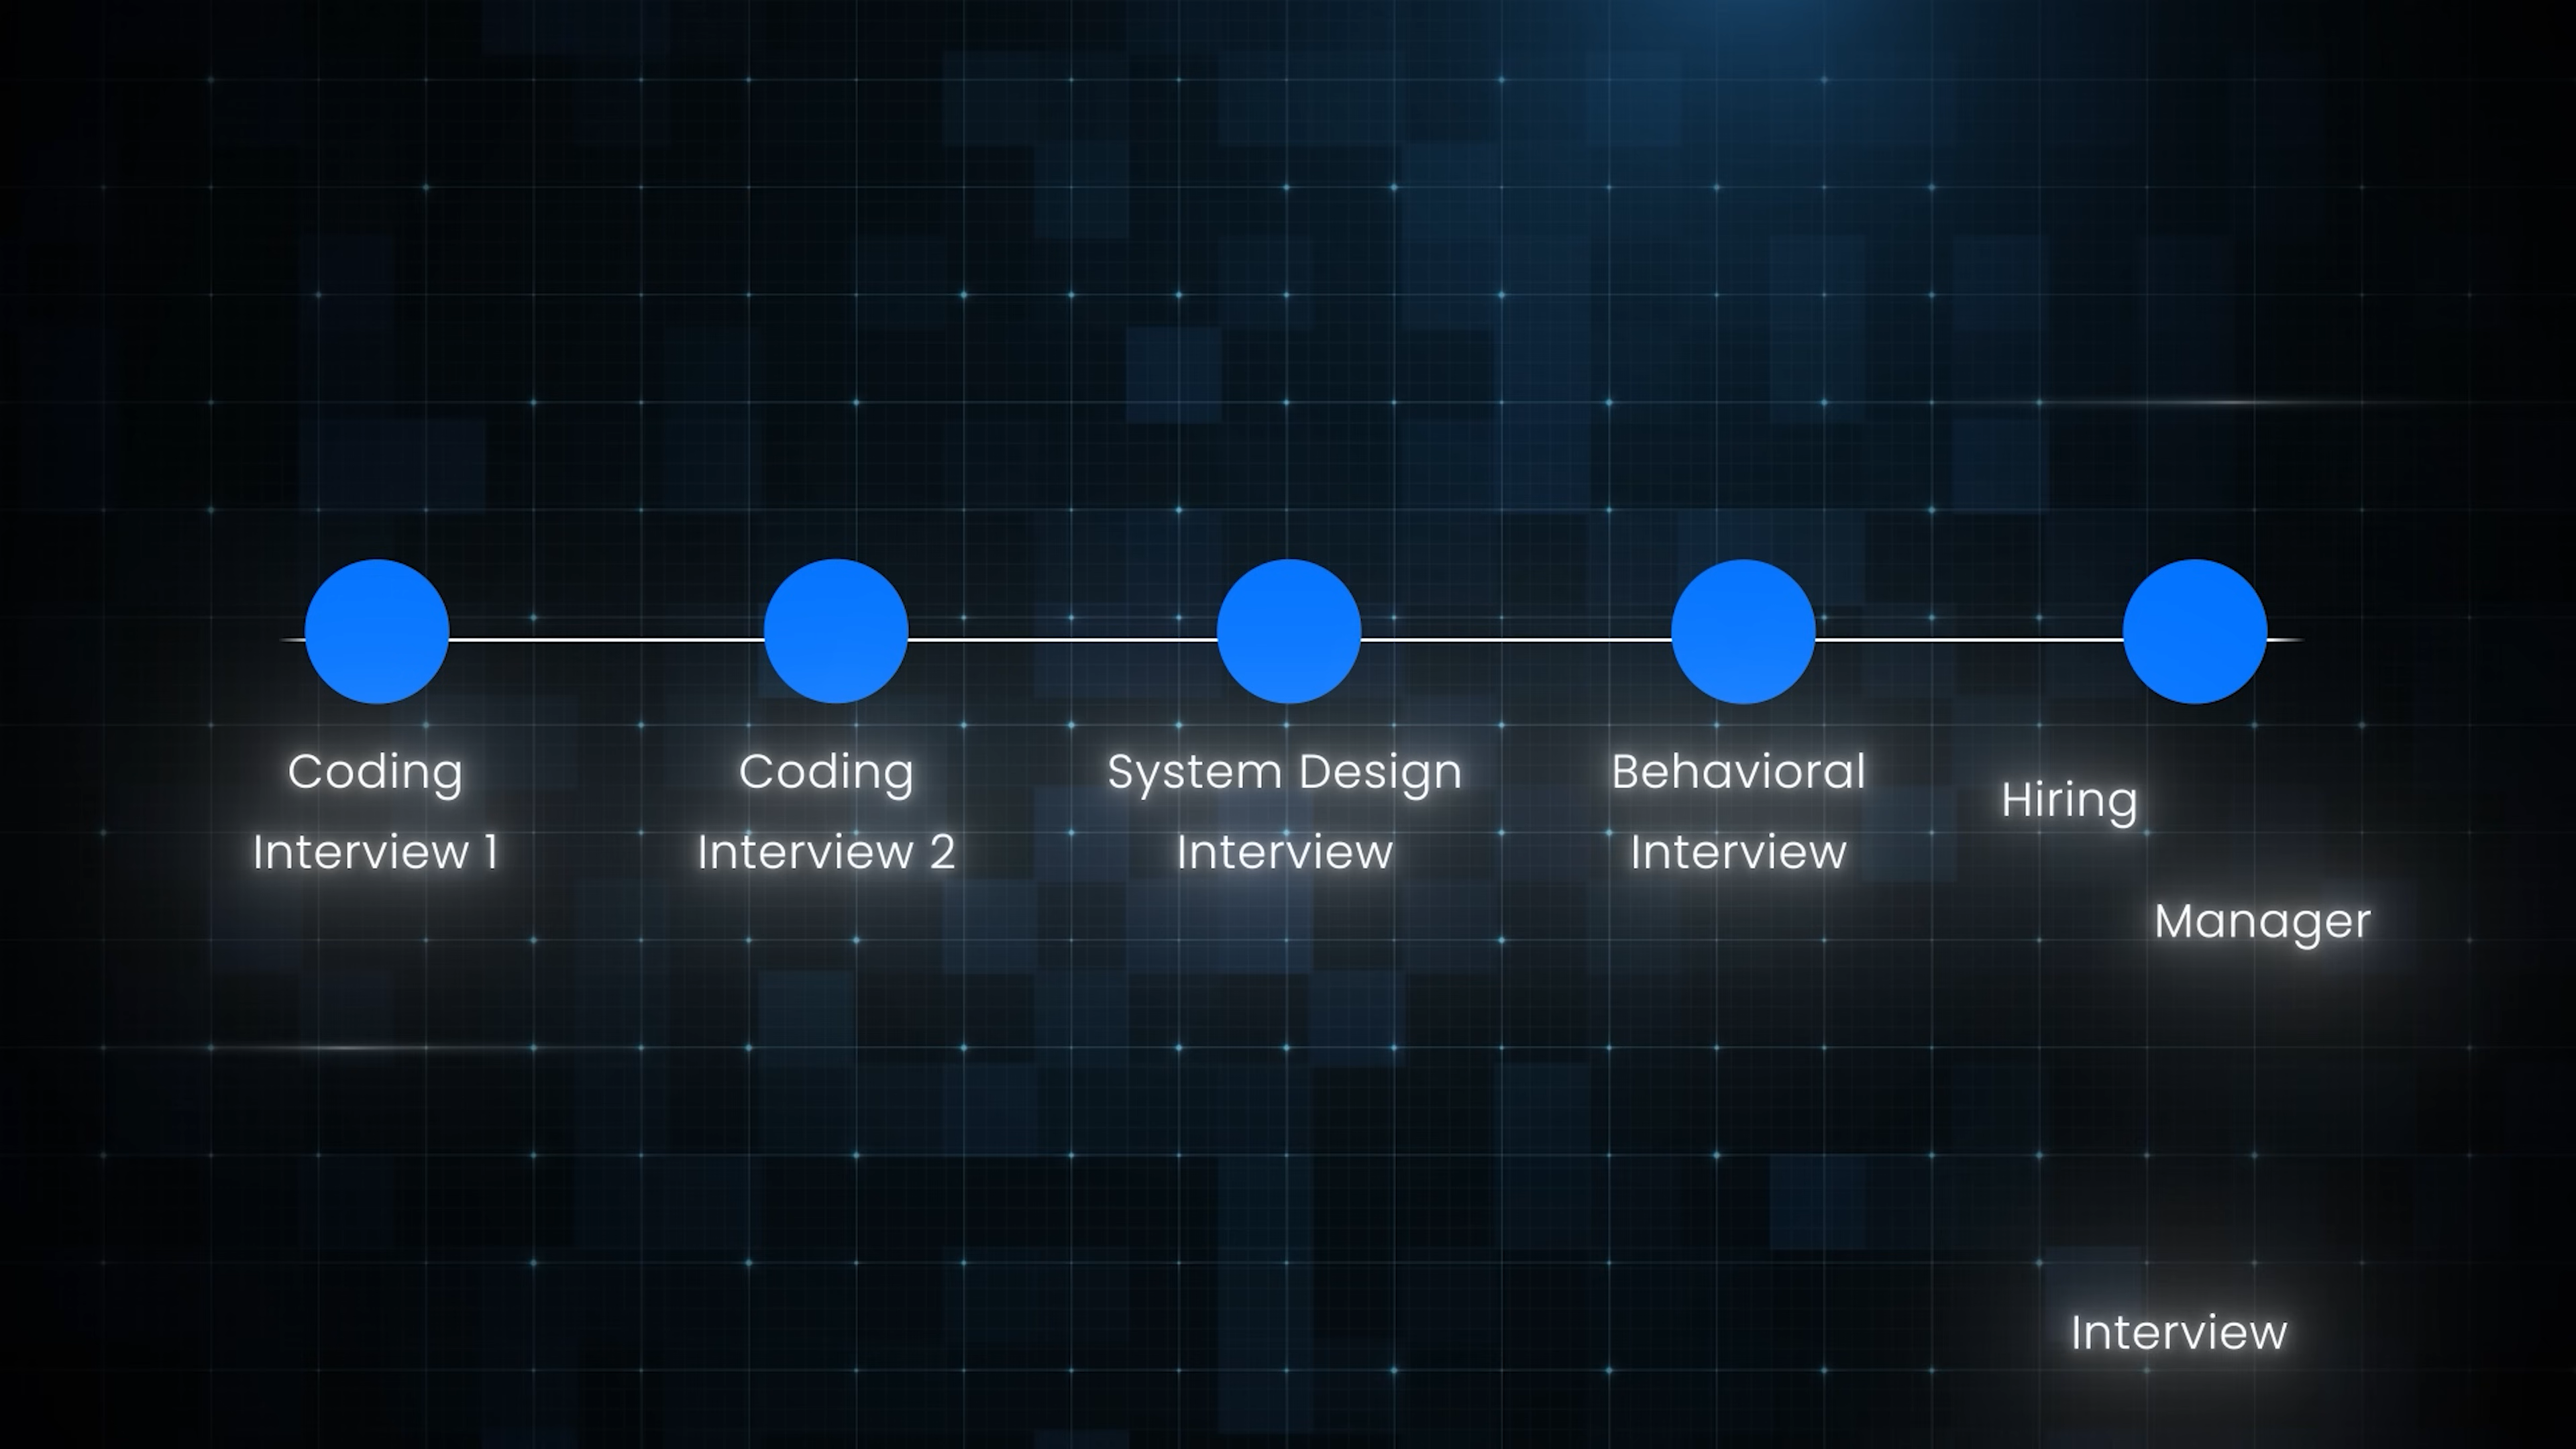 Coding
Interview 1
Coding
Interview 2
System Design
Interview
Behavioral
Interview
Hiring
Manager
Interview